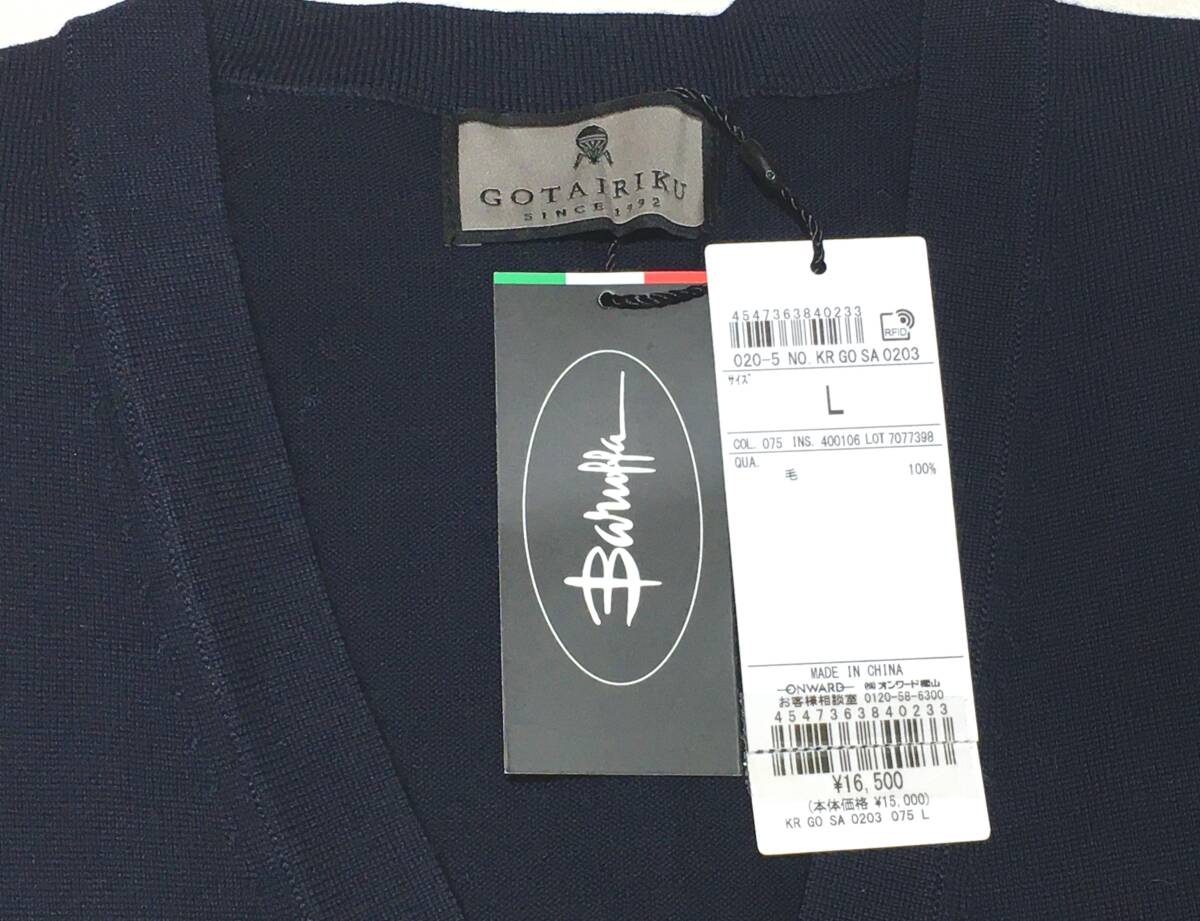 GOTAIRIKU
SINCE 1992
Baruffa
4547363840233
RFID
020-5 NO. KR GO SA 0203
サイズ
L
COL. 075 INS. 400106 LOT 7077398
QUA.
毛 100%
MADE IN CHINA
ONWARD ㈱オンワード樫山
お客様相談室 0120-58-6300
4547363840233
¥16,500
(本体価格 ¥15,000)
KR GO SA 0203 075 L